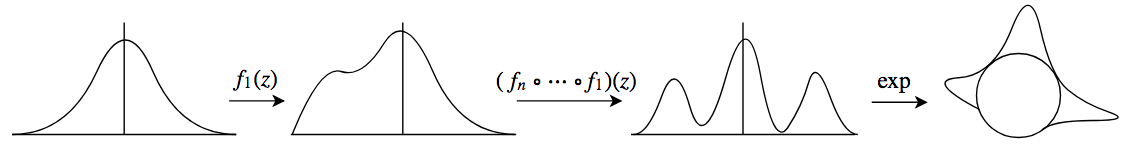 f₁(z)
(fₙ ∘ ⋯ ∘ f₁)(z)
exp